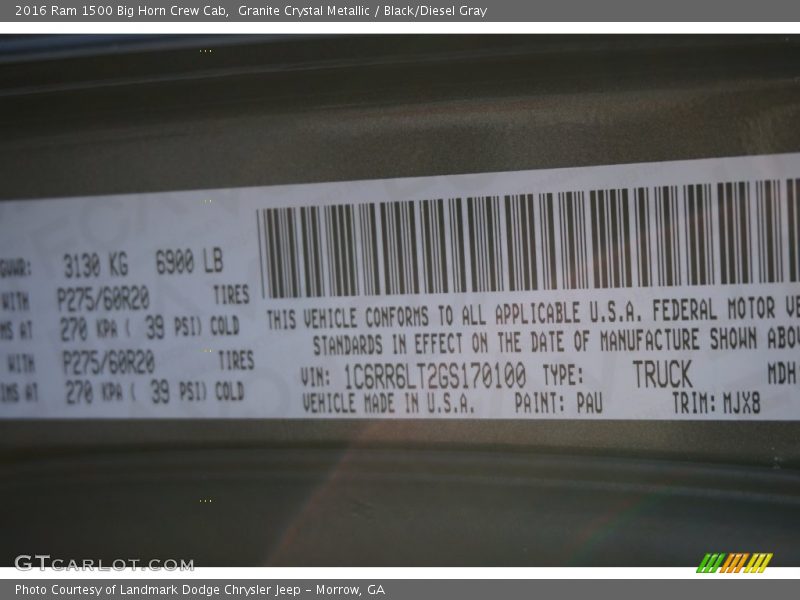 2016 Ram 1500 Big Horn Crew Cab, Granite Crystal Metallic / Black/Diesel Gray
GVWR: 3130 KG 6900 LB
WITH P275/60R20 TIRES
MS AT 270 KPA ( 39 PSI) COLD
WITH P275/60R20 TIRES
IMS AT 270 KPA ( 39 PSI) COLD
THIS VEHICLE CONFORMS TO ALL APPLICABLE U.S.A. FEDERAL MOTOR VE
STANDARDS IN EFFECT ON THE DATE OF MANUFACTURE SHOWN ABOV
VIN: 1C6RR6LT2GS170100 TYPE: TRUCK MDH:
VEHICLE MADE IN U.S.A. PAINT: PAU TRIM: MJX8
GTCARLOT.COM
Photo Courtesy of Landmark Dodge Chrysler Jeep – Morrow, GA